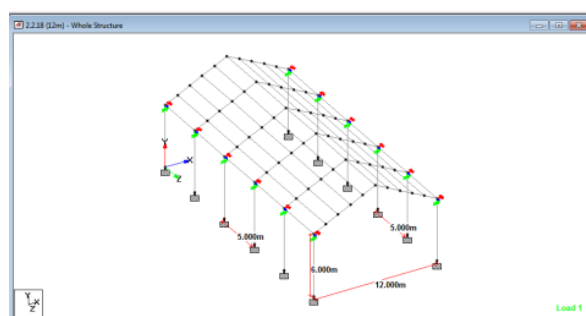 2.2.18 (12m) - Whole Structure
Y
X
Z
5.000m
5.000m
6.000m
12.000m
Y
X
Z
Load 1